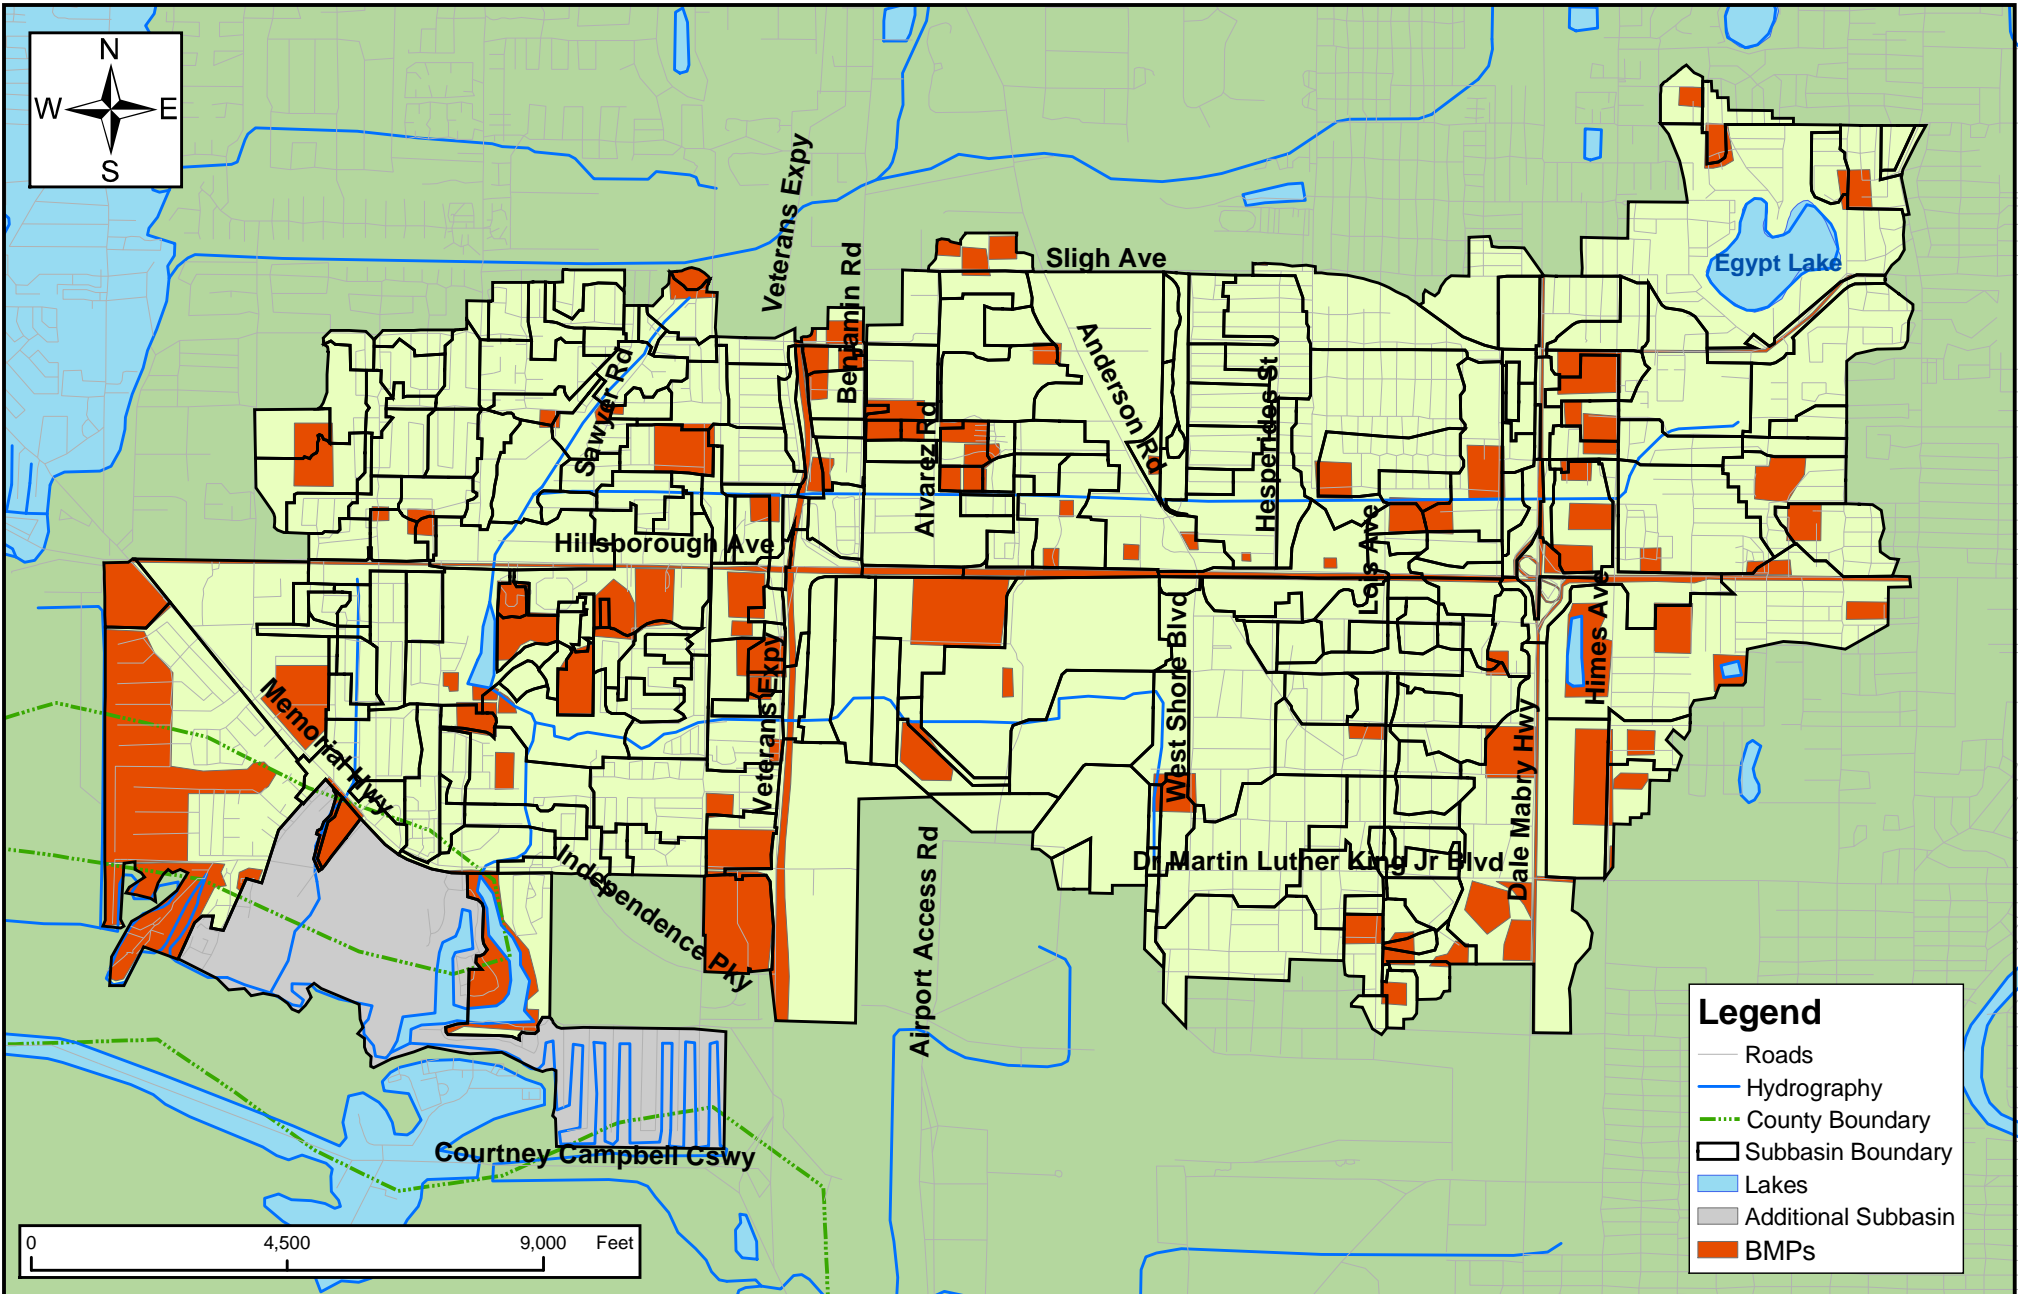 N
W E
S
Veterans Expy
Benjamin Rd
Sligh Ave
Egypt Lake
Anderson Rd
Sawyer Rd
Alvarez Rd
Hesperides St
Hillsborough Ave
Lois Ave
Himes Ave
West Shore Blvd
Veterans Expy
Memorial Hwy
Dale Mabry Hwy
Independence Pky
Dr Martin Luther King Jr Blvd
Airport Access Rd
Courtney Campbell Cswy
0 4,500 9,000 Feet
Legend
Roads
Hydrography
County Boundary
Subbasin Boundary
Lakes
Additional Subbasin
BMPs